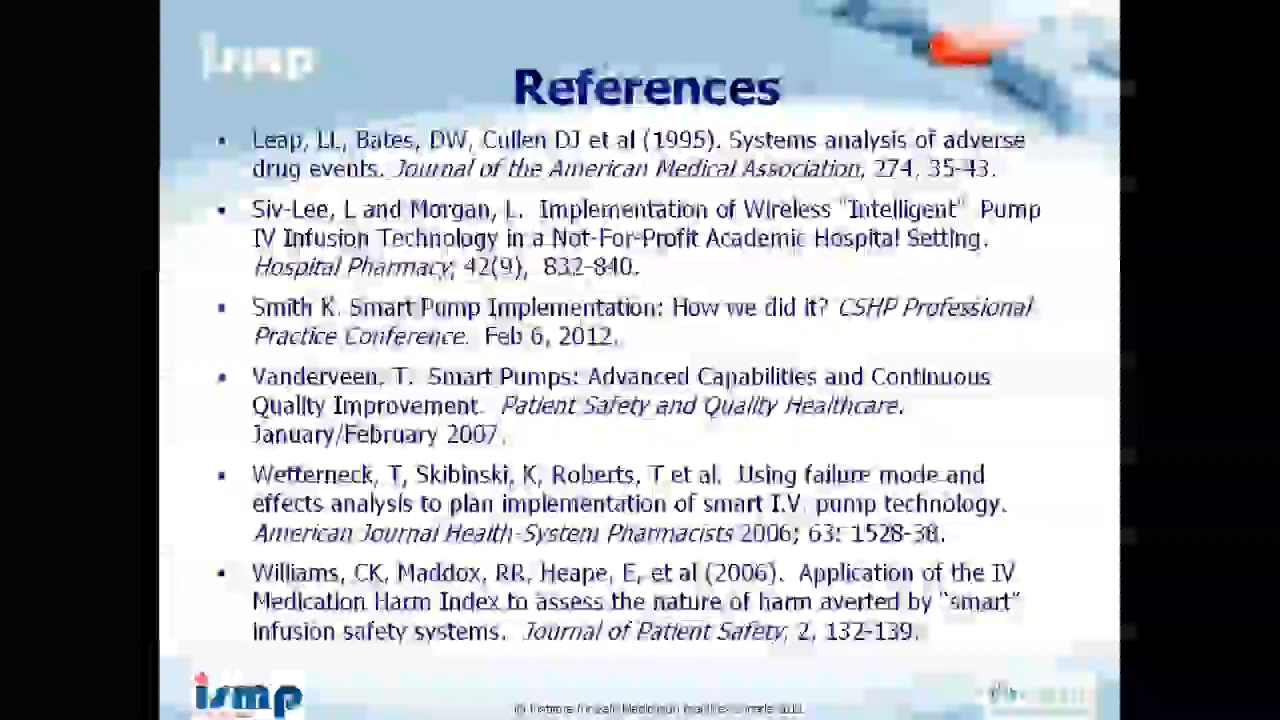 ismp
References
Leap, LL, Bates, DW, Cullen DJ et al (1995). Systems analysis of adverse
drug events. Journal of the American Medical Association, 274, 35-43.
Siv-Lee, L and Morgan, L. Implementation of Wireless "Intelligent" Pump
IV Infusion Technology in a Not-For-Profit Academic Hospital Setting.
Hospital Pharmacy; 42(9), 832-840.
Smith K. Smart Pump Implementation: How we did it? CSHP Professional
Practice Conference. Feb 6, 2012.
Vanderveen, T. Smart Pumps: Advanced Capabilities and Continuous
Quality Improvement. Patient Safety and Quality Healthcare.
January/February 2007.
Wetterneck, T, Skibinski, K, Roberts, T et al. Using failure mode and
effects analysis to plan implementation of smart I.V. pump technology.
American Journal Health-System Pharmacists 2006; 63: 1528-38.
Williams, CK, Maddox, RR, Heape, E, et al (2006). Application of the IV
Medication Harm Index to assess the nature of harm averted by "smart"
infusion safety systems. Journal of Patient Safety, 2, 132-139.
ismp
© Institute for Safe Medication Practices Canada